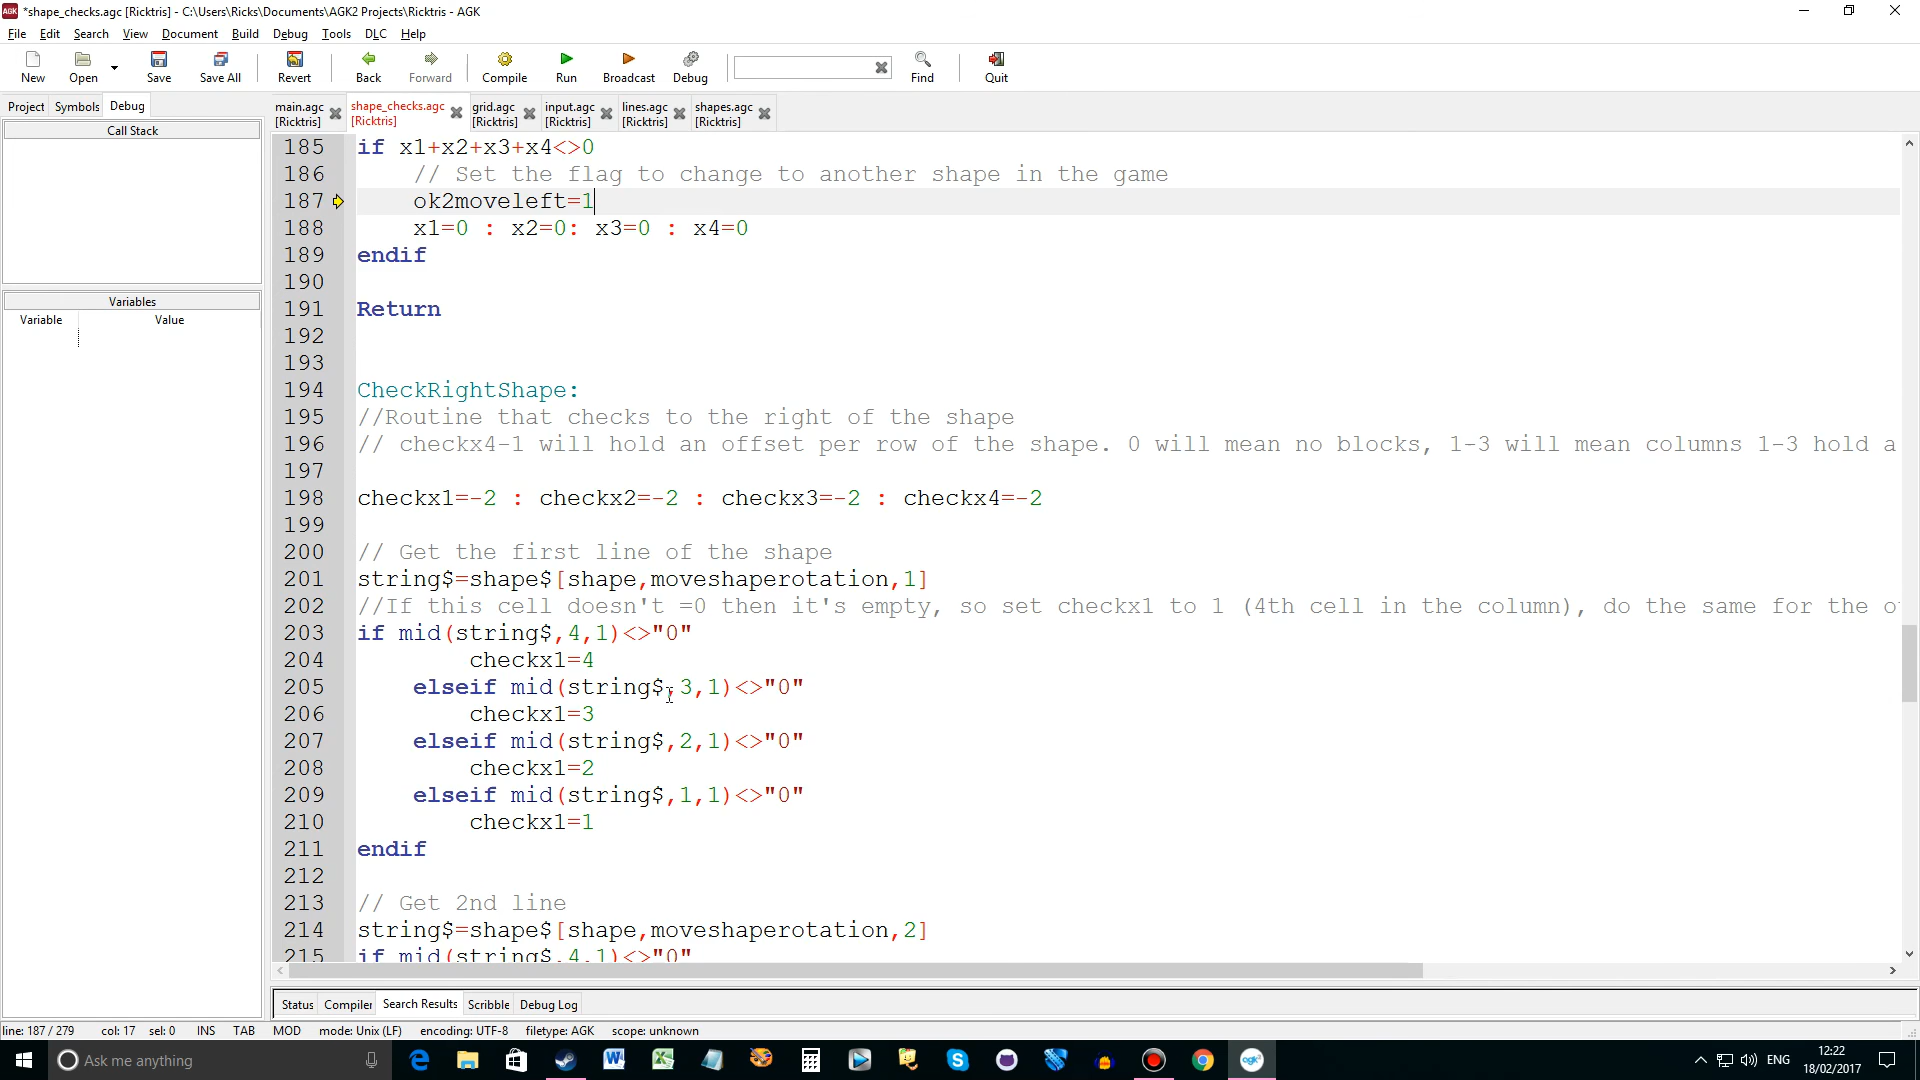 *shape_checks.agc [Ricktris] - C:\Users\Ricks\Documents\AGK2 Projects\Ricktris - AGK
File Edit Search View Document Build Debug Tools DLC Help
New Open Save Save All Revert Back Forward Compile Run Broadcast Debug Find Quit
Project Symbols Debug
main.agc [Ricktris]
shape_checks.agc [Ricktris]
grid.agc [Ricktris]
input.agc [Ricktris]
lines.agc [Ricktris]
shapes.agc [Ricktris]
Call Stack
Variables
Variable Value
185 if x1+x2+x3+x4<>0
186 // Set the flag to change to another shape in the game
187 ok2moveleft=1
188 x1=0 : x2=0: x3=0 : x4=0
189 endif
190
191 Return
192
193
194 CheckRightShape:
195 //Routine that checks to the right of the shape
196 // checkx4-1 will hold an offset per row of the shape. 0 will mean no blocks, 1-3 will mean columns 1-3 hold a
197
198 checkx1=-2 : checkx2=-2 : checkx3=-2 : checkx4=-2
199
200 // Get the first line of the shape
201 string$=shape$[shape,moveshaperotation,1]
202 //If this cell doesn't =0 then it's empty, so set checkx1 to 1 (4th cell in the column), do the same for the o
203 if mid(string$,4,1)<>"0"
204 checkx1=4
205 elseif mid(string$,3,1)<>"0"
206 checkx1=3
207 elseif mid(string$,2,1)<>"0"
208 checkx1=2
209 elseif mid(string$,1,1)<>"0"
210 checkx1=1
211 endif
212
213 // Get 2nd line
214 string$=shape$[shape,moveshaperotation,2]
215 if mid(string$,4,1)<>"0"
Status Compiler Search Results Scribble Debug Log
line: 187 / 279 col: 17 sel: 0 INS TAB MOD mode: Unix (LF) encoding: UTF-8 filetype: AGK scope: unknown
Ask me anything
ENG
12:22
18/02/2017